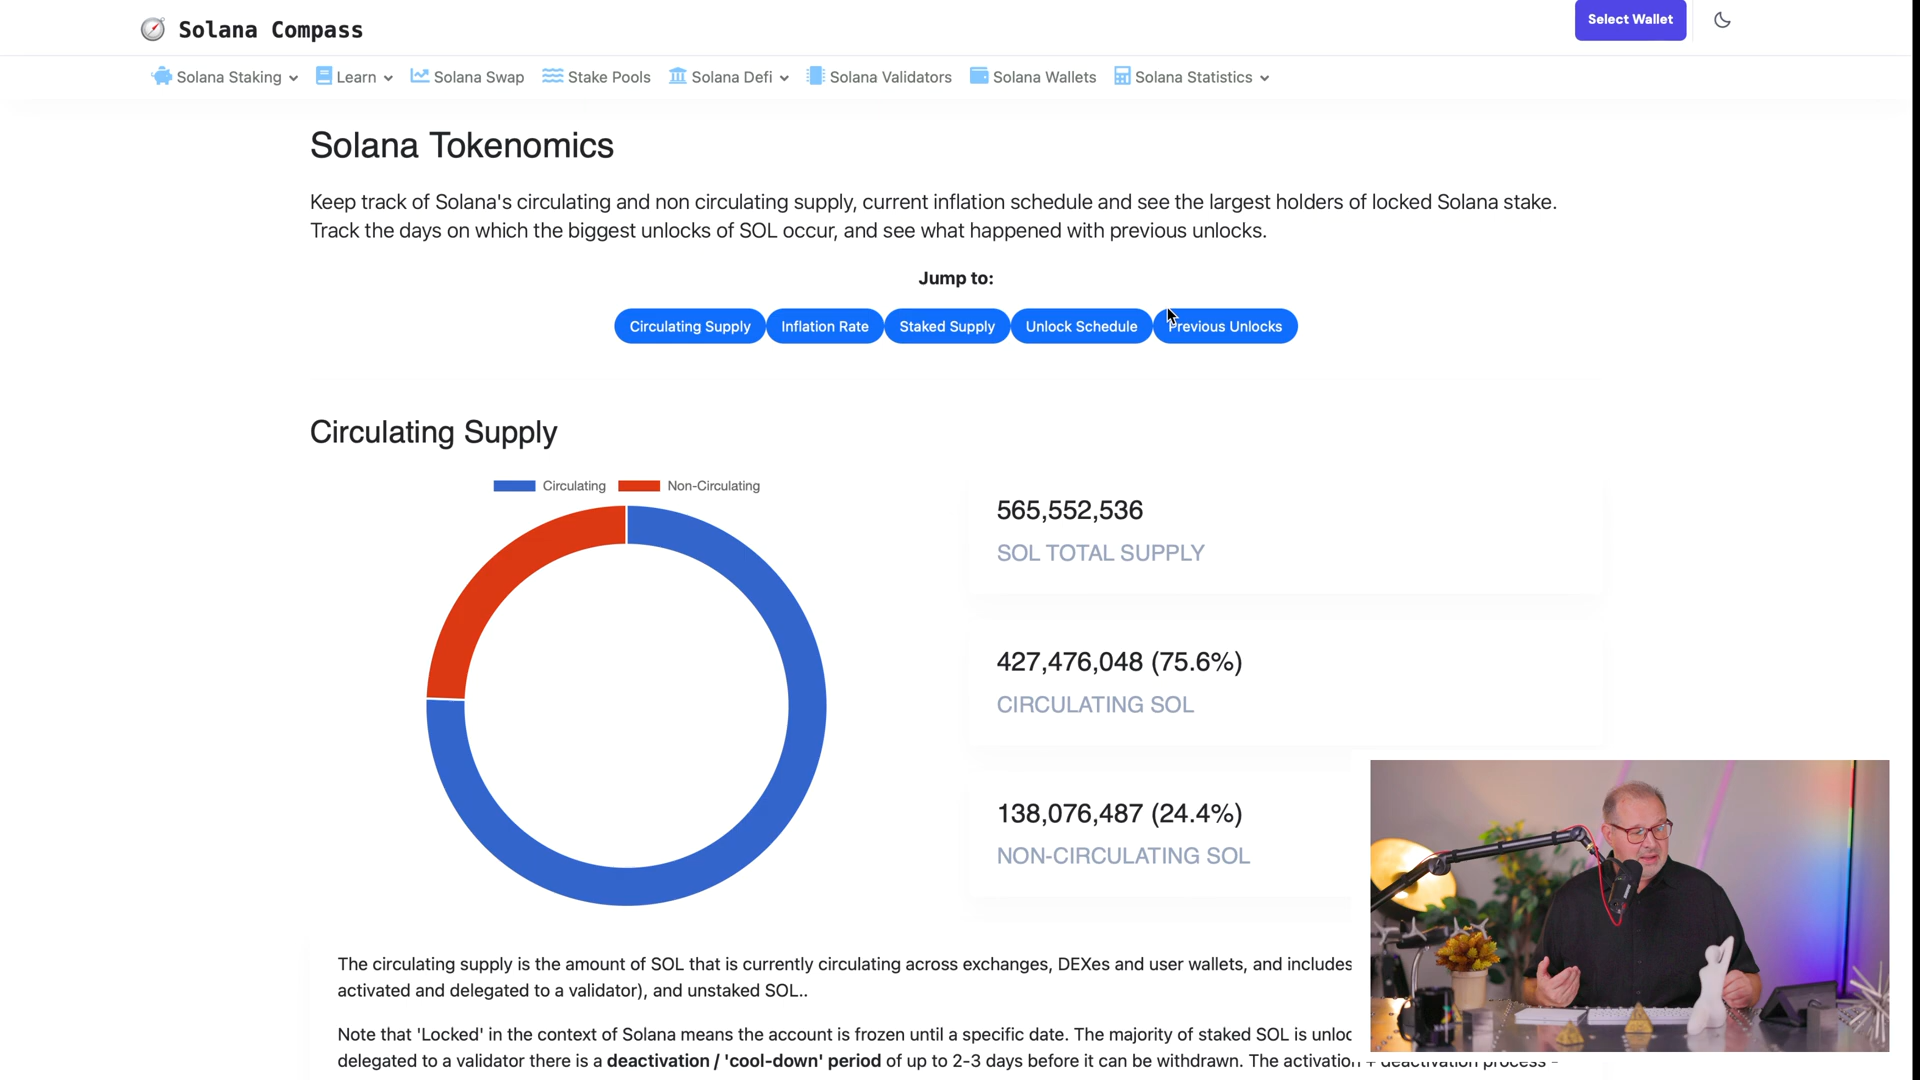 Solana Compass
Select Wallet
Solana Staking
Learn
Solana Swap
Stake Pools
Solana Defi
Solana Validators
Solana Wallets
Solana Statistics
Solana Tokenomics
Keep track of Solana's circulating and non circulating supply, current inflation schedule and see the largest holders of locked Solana stake.
Track the days on which the biggest unlocks of SOL occur, and see what happened with previous unlocks.
Jump to:
Circulating Supply
Inflation Rate
Staked Supply
Unlock Schedule
Previous Unlocks
Circulating Supply
Circulating
Non-Circulating
565,552,536
SOL TOTAL SUPPLY
427,476,048 (75.6%)
CIRCULATING SOL
138,076,487 (24.4%)
NON-CIRCULATING SOL
The circulating supply is the amount of SOL that is currently circulating across exchanges, DEXes and user wallets, and includes
activated and delegated to a validator), and unstaked SOL..
Note that 'Locked' in the context of Solana means the account is frozen until a specific date. The majority of staked SOL is
delegated to a validator there is a deactivation / 'cool-down' period of up to 2-3 days before it can be withdrawn. The activation + deactivation process -